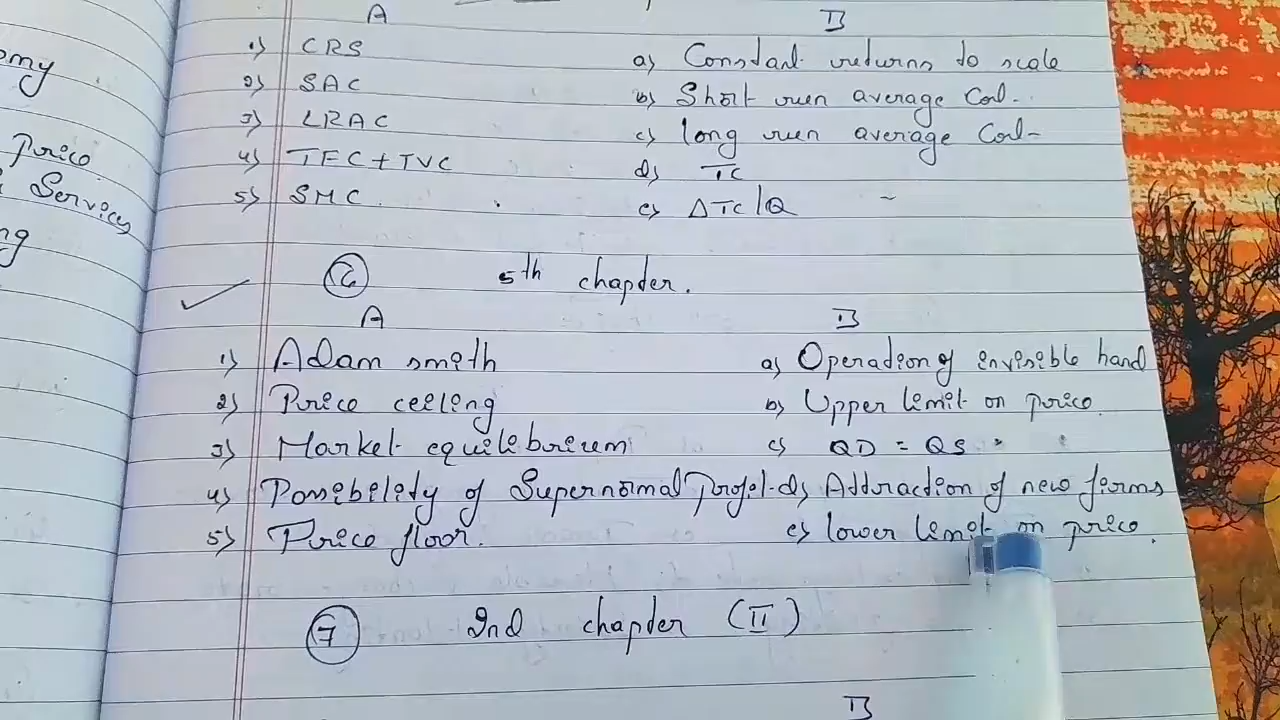 omy
Price
Services
ng
A B
1) CRS a) Constant returns to scale
2) SAC b) Short run average Cost
3) LRAC c) long run average Cost
4) TFC + TVC d) TC
5) SMC e) ΔTC/Q
6 5th chapter.
A B
1) Adam smith a) Operation of invisible hand
2) Price ceiling b) Upper limit on price.
3) Market equilibrium c) QD = QS
4) Possibility of Supernormal Profit d) Attraction of new firms
5) Price floor. e) lower limit on price.
7 2nd chapter (II)
B